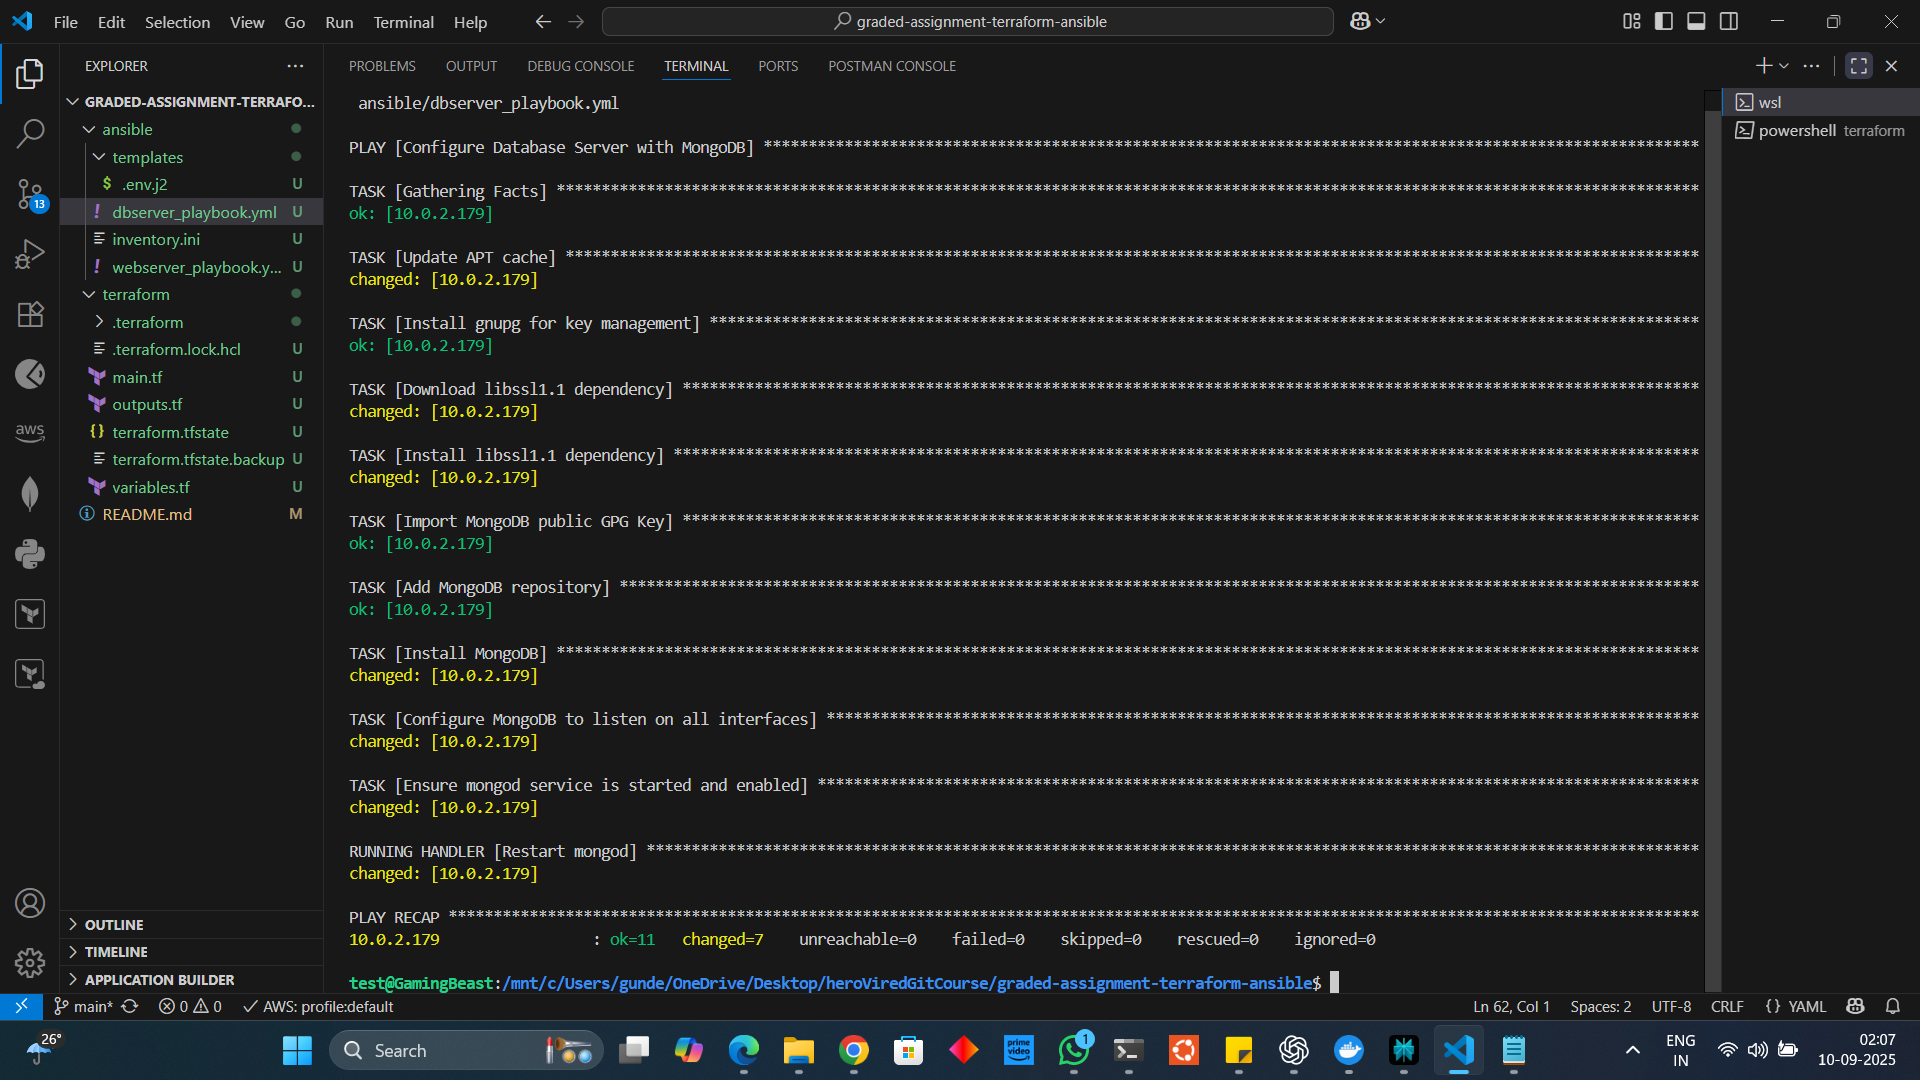 File Edit Selection View Go Run Terminal Help
graded-assignment-terraform-ansible
EXPLORER
GRADED-ASSIGNMENT-TERRAFO...
ansible
templates
$ .env.j2 U
! dbserver_playbook.yml U
inventory.ini U
! webserver_playbook.y... U
terraform
.terraform
.terraform.lock.hcl U
main.tf U
outputs.tf U
{} terraform.tfstate U
terraform.tfstate.backup U
variables.tf U
README.md M
OUTLINE
TIMELINE
APPLICATION BUILDER
13
aws
PROBLEMS OUTPUT DEBUG CONSOLE TERMINAL PORTS POSTMAN CONSOLE
wsl
powershell terraform
ansible/dbserver_playbook.yml
PLAY [Configure Database Server with MongoDB] ********************************************************************************************************
TASK [Gathering Facts] *******************************************************************************************************************************
ok: [10.0.2.179]
TASK [Update APT cache] ******************************************************************************************************************************
changed: [10.0.2.179]
TASK [Install gnupg for key management] **************************************************************************************************************
ok: [10.0.2.179]
TASK [Download libssl1.1 dependency] *****************************************************************************************************************
changed: [10.0.2.179]
TASK [Install libssl1.1 dependency] ******************************************************************************************************************
changed: [10.0.2.179]
TASK [Import MongoDB public GPG Key] *****************************************************************************************************************
ok: [10.0.2.179]
TASK [Add MongoDB repository] ************************************************************************************************************************
ok: [10.0.2.179]
TASK [Install MongoDB] *******************************************************************************************************************************
changed: [10.0.2.179]
TASK [Configure MongoDB to listen on all interfaces] *************************************************************************************************
changed: [10.0.2.179]
TASK [Ensure mongod service is started and enabled] **************************************************************************************************
changed: [10.0.2.179]
RUNNING HANDLER [Restart mongod] *********************************************************************************************************************
changed: [10.0.2.179]
PLAY RECAP *******************************************************************************************************************************************
10.0.2.179 : ok=11 changed=7 unreachable=0 failed=0 skipped=0 rescued=0 ignored=0
test@GamingBeast:/mnt/c/Users/gunde/OneDrive/Desktop/heroViredGitCourse/graded-assignment-terraform-ansible$
main* 0 0 AWS: profile:default Ln 62, Col 1 Spaces: 2 UTF-8 CRLF {} YAML
26°
Search
prime video
1
ENG
IN
02:07
10-09-2025